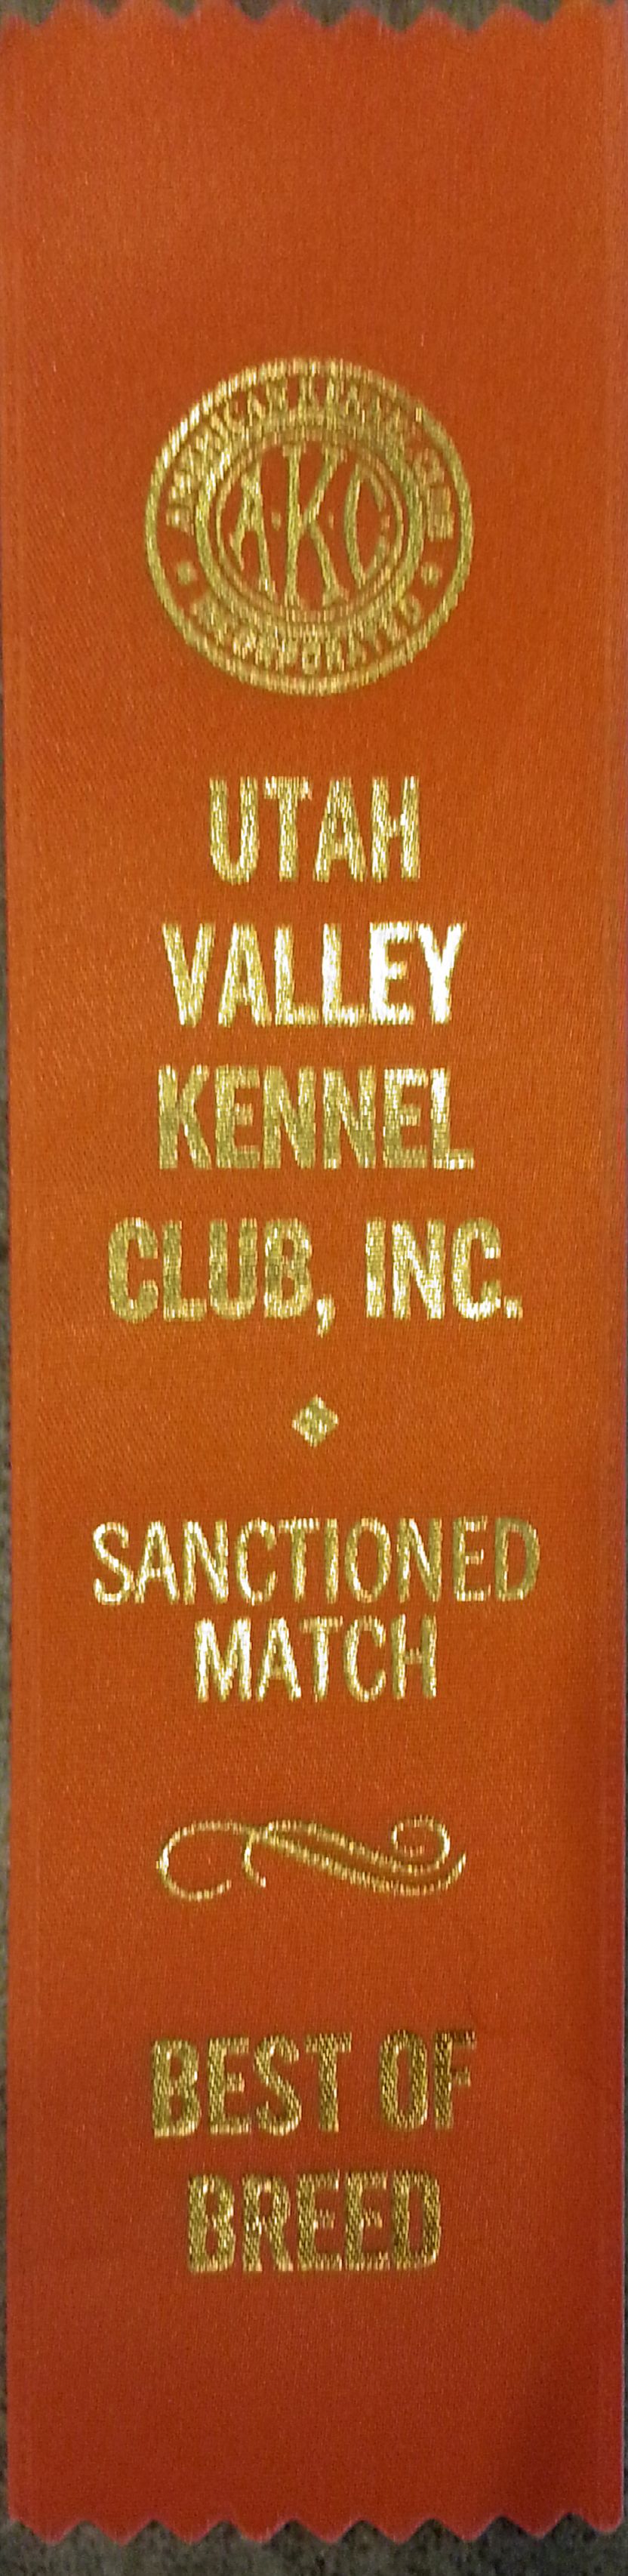 AMERICAN KENNEL CLUB
A·K·C
INCORPORATED
UTAH
VALLEY
KENNEL
CLUB, INC.
SANCTIONED
MATCH
BEST OF
BREED